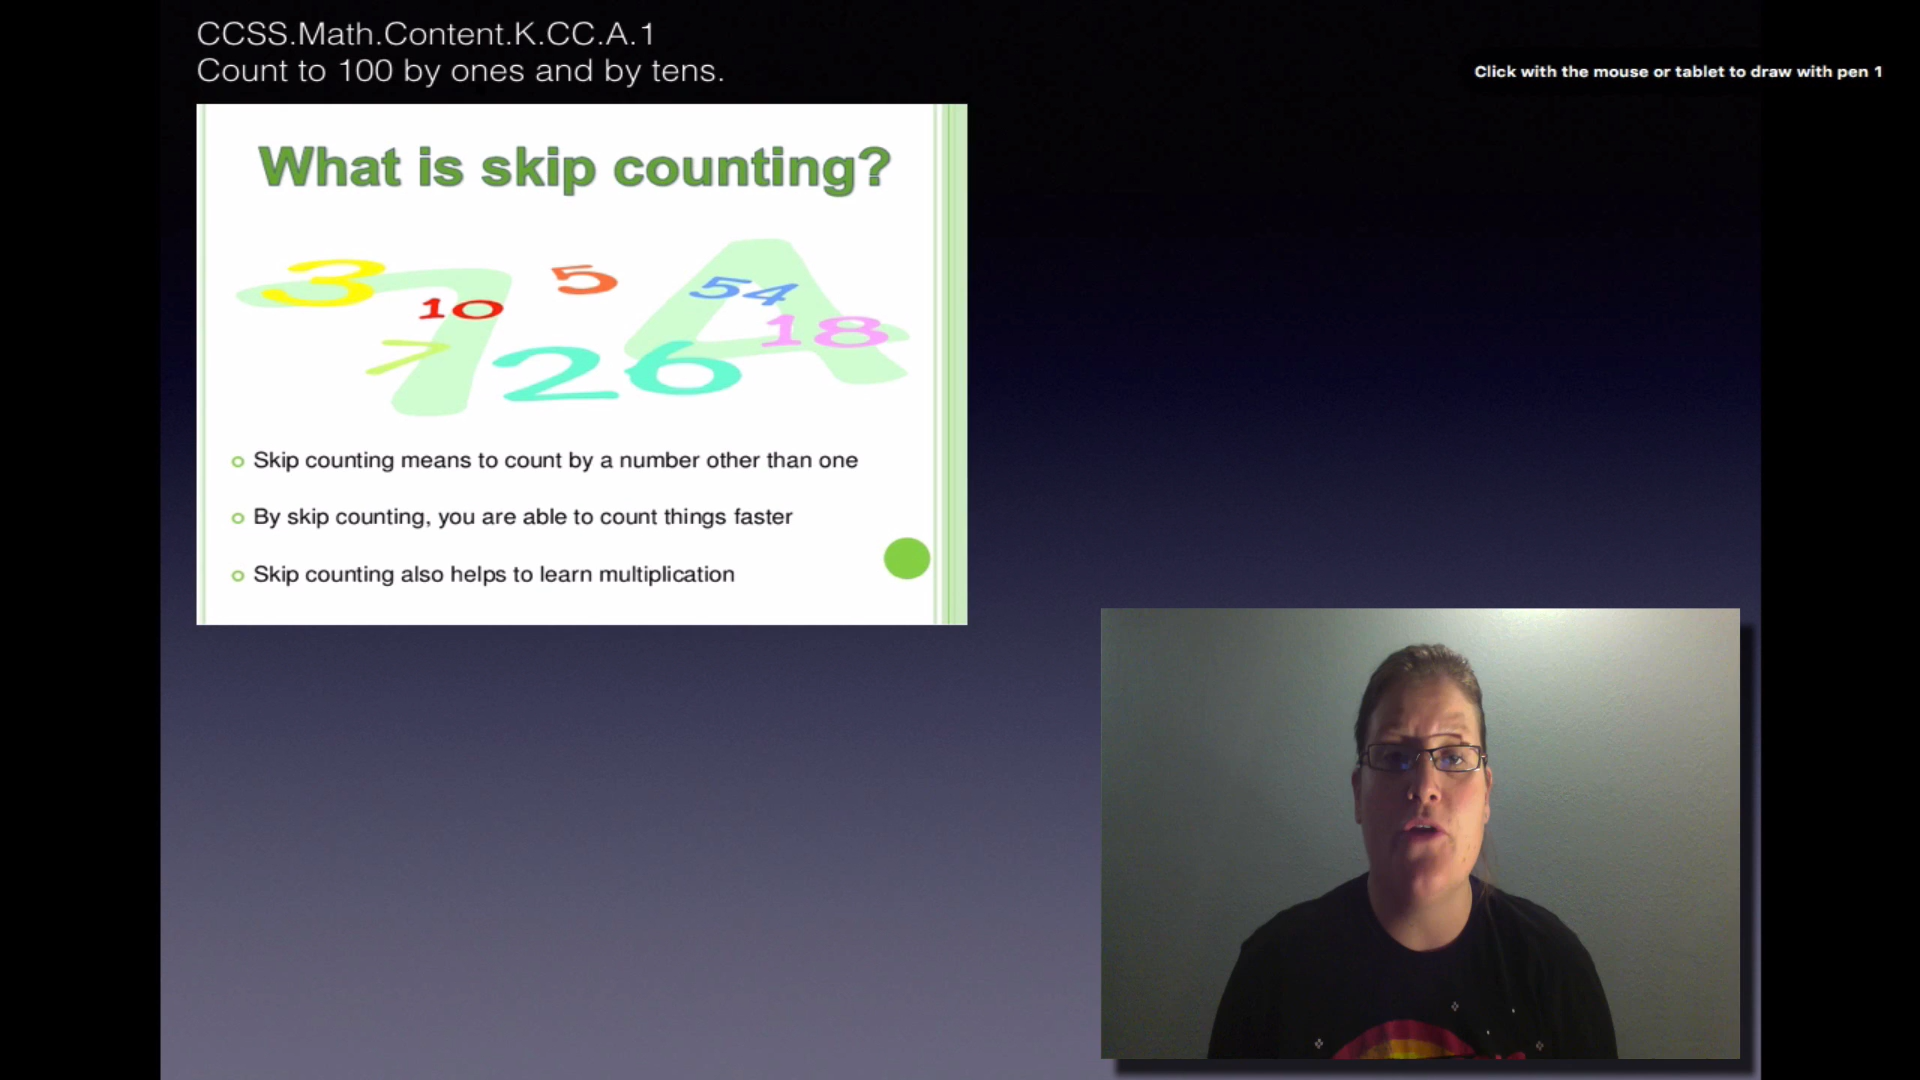 CCSS.Math.Content.K.CC.A.1
Count to 100 by ones and by tens.
Click with the mouse or tablet to draw with pen 1
What is skip counting?
3
10
5
54
18
7
26
Skip counting means to count by a number other than one
By skip counting, you are able to count things faster
Skip counting also helps to learn multiplication